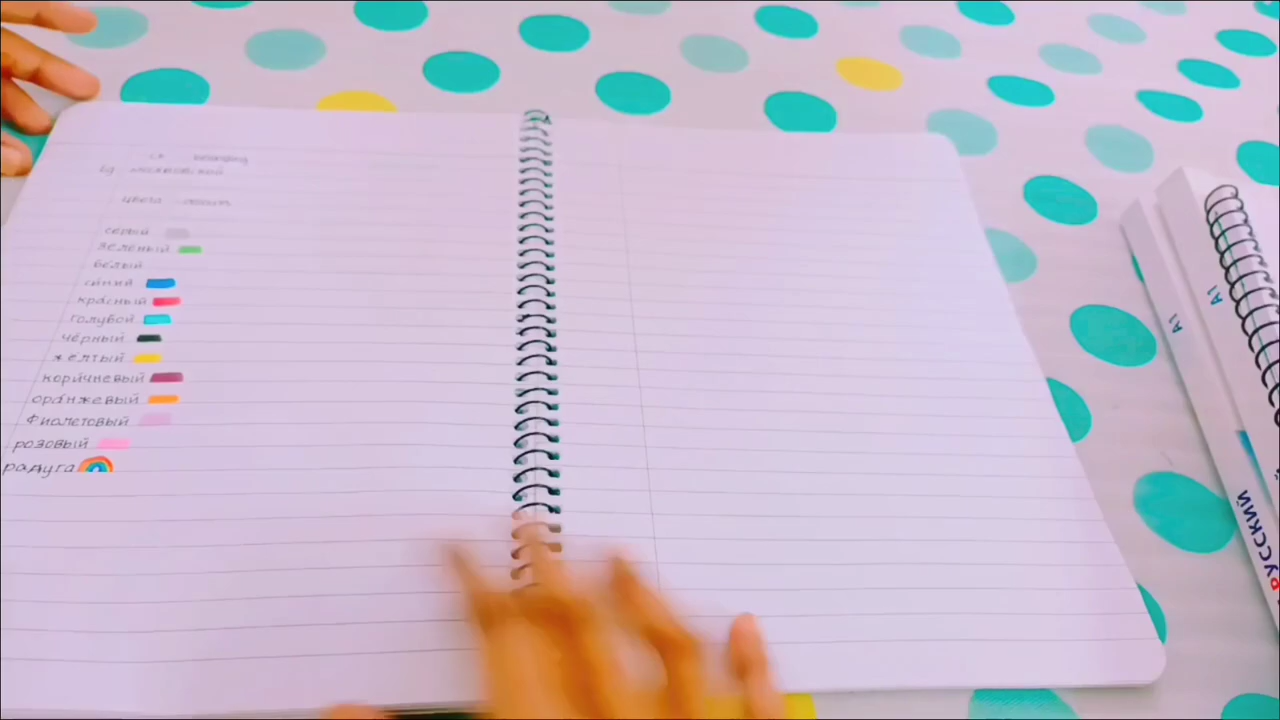 цвета
серый
зелёный
белый
синий
красный
голубой
чёрный
жёлтый
коричневый
оранжевый
фиолетовый
розовый
радуга
A1
A1
РУССКИЙ